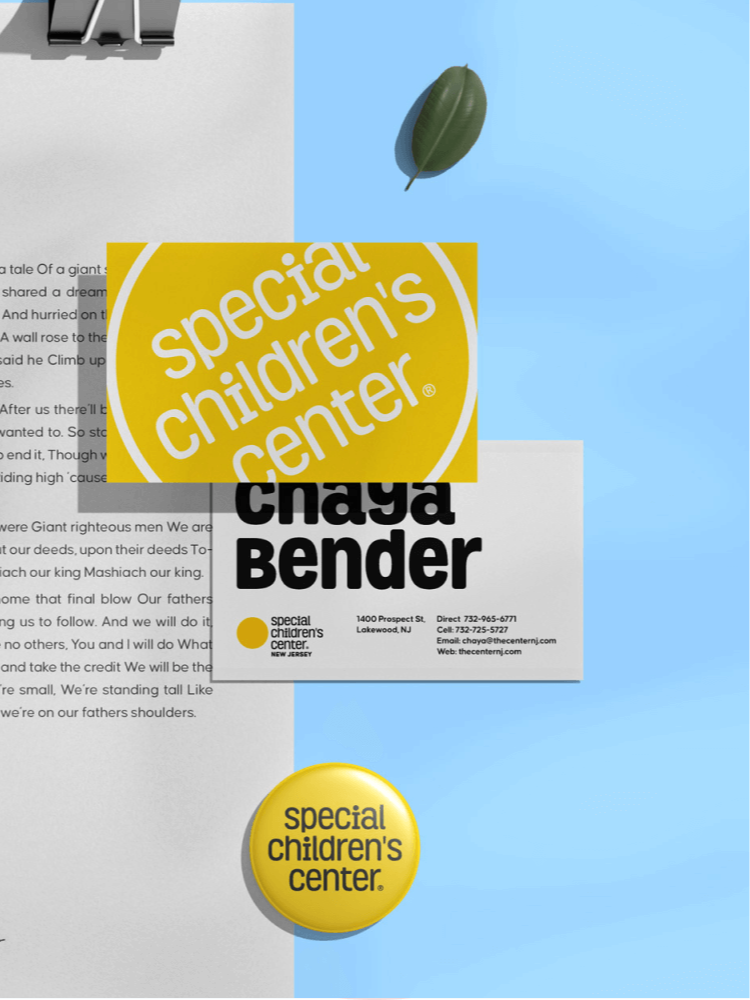 a tale Of a giant
shared a dream
And hurried on
A wall rose to the
said he Climb up
es.
After us there'll
wanted to. So
end it, Though
iding high 'cause
were Giant righteous men We are
our deeds, upon their deeds To-
iach our king Mashiach our king.
ome that final blow Our fathers
ng us to follow. And we will do it,
no others, You and I will do What
and take the credit We will be the
're small, We're standing tall Like
we're on our fathers shoulders.
special
children's
center®
chaya
Bender
special
children's
center.
NEW JERSEY
1400 Prospect St,
Lakewood, NJ
Direct 732-965-6771
Cell: 732-725-5727
Email: chaya@thecenternj.com
Web: thecenternj.com
special
children's
center®